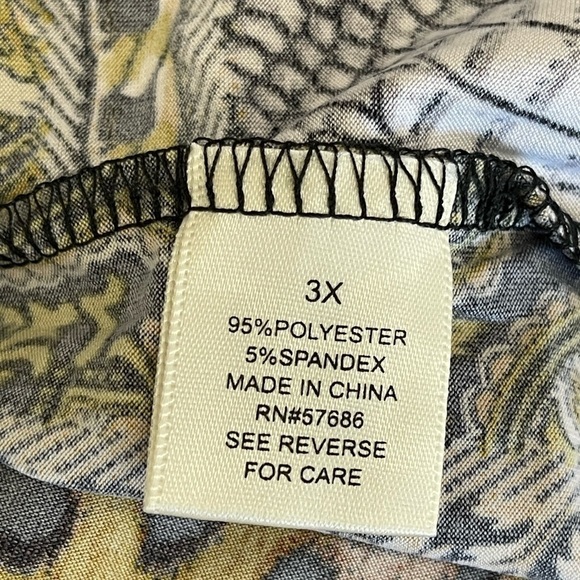 3X
95%POLYESTER
5%SPANDEX
MADE IN CHINA
RN#57686
SEE REVERSE
FOR CARE